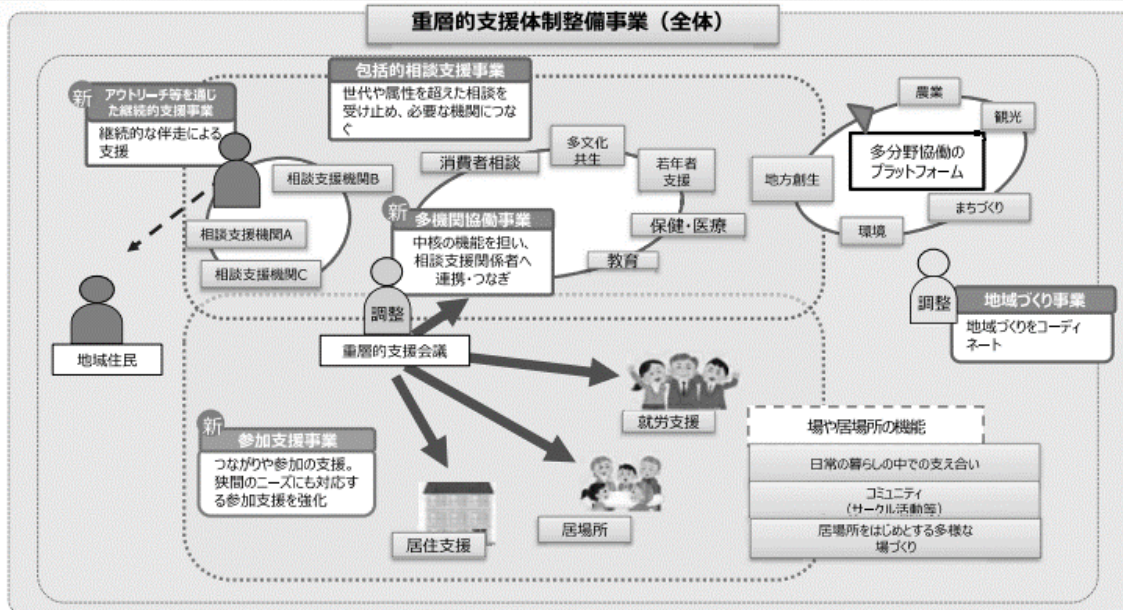 重層的支援体制整備事業（全体）
新
アウトリーチ等を通じ
た継続的支援事業
継続的な伴走による
支援
包括的相談支援事業
世代や属性を超えた相談を
受け止め、必要な機関につな
ぐ
相談支援機関B
相談支援機関A
相談支援機関C
消費者相談
多文化
共生
若年者
支援
保健・医療
教育
新
多機関協働事業
中核の機能を担い、
相談支援関係者へ
連携・つなぎ
調整
重層的支援会議
地域住民
農業
観光
多分野協働の
プラットフォーム
地方創生
まちづくり
環境
調整
地域づくり事業
地域づくりをコーディ
ネート
新
参加支援事業
つながりや参加の支援。
狭間のニーズにも対応す
る参加支援を強化
就労支援
居場所
居住支援
場や居場所の機能
日常の暮らしの中での支え合い
コミュニティ
（サークル活動等）
居場所をはじめとする多様な
場づくり